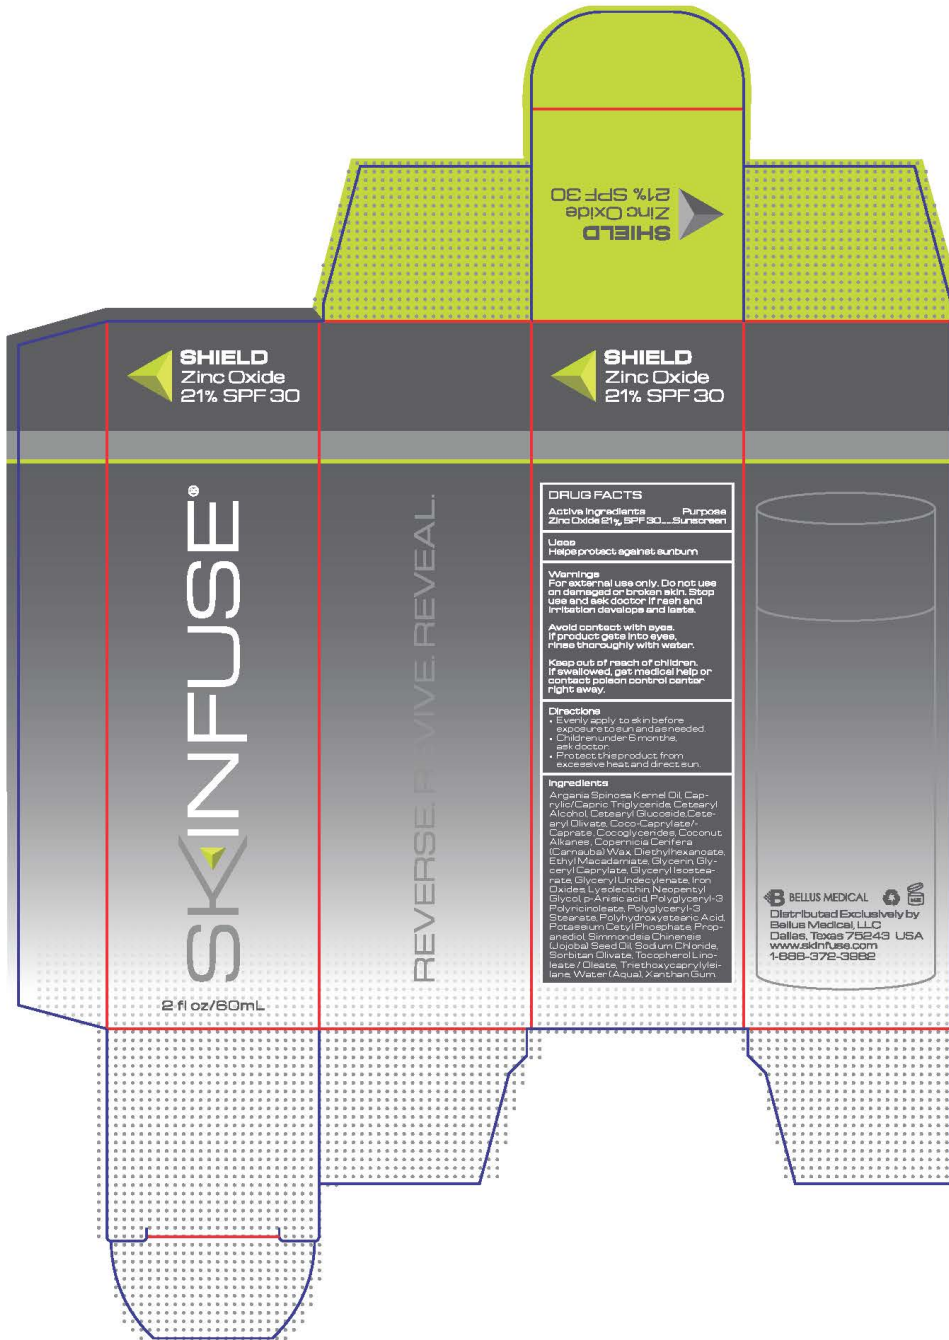 SHIELD
Zinc Oxide
21% SPF 30
SHIELD
Zinc Oxide
21% SPF 30
SKINFUSE®
2 fl oz/60mL
REVERSE. REVIVE. REVEAL.
SHIELD
Zinc Oxide
21% SPF 30
DRUG FACTS
Active Ingredients Purpose
Zinc Oxide 21%, SPF 30.....Sunscreen
Uses
Helps protect against sunburn
Warnings
For external use only. Do not use
on damaged or broken skin. Stop
use and ask doctor if rash and
irritation develops and lasts.
Avoid contact with eyes.
If product gets into eyes,
rinse thoroughly with water.
Keep out of reach of children.
If swallowed, get medical help or
contact poison control center
right away.
Directions
• Evenly apply to skin before
exposure to sun and as needed.
• Children under 6 months,
ask doctor.
• Protect this product from
excessive heat and direct sun.
Ingredients
Argania Spinosa Kernel Oil, Cap-
rylic/Capric Triglyceride, Cetearyl
Alcohol, Cetearyl Glucoside,Cete-
aryl Olivate, Coco-Caprylate/-
Caprate, Cocoglycerides, Coconut
Alkanes, Copernicia Cerifera
(Carnauba) Wax, Diethylhexanoate,
Ethyl Macadamiate, Glycerin, Gly-
ceryl Caprylate, Glyceryl Isostea-
rate, Glyceryl Undecylenate, Iron
Oxides, Lysolecithin, Neopentyl
Glycol, p-Anisic acid, Polyglyceryl-3
Polyricinoleate, Polyglyceryl-3
Stearate, Polyhydroxystearic Acid,
Potassium Cetyl Phosphate, Prop-
anediol, Simmondsia Chinensis
(Jojoba) Seed Oil, Sodium Chloride,
Sorbitan Olivate, Tocopherol Lino-
leate / Oleate, Triethoxycaprylylsi-
lane, Water (Aqua), Xanthan Gum
B BELLUS MEDICAL
Distributed Exclusively by
Bellus Medical, LLC
Dallas, Texas 75243 USA
www.skinfuse.com
1-888-372-3982